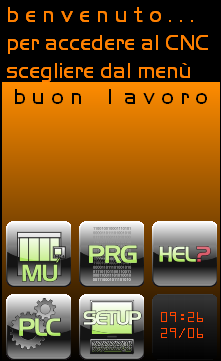 benvenuto...
per accedere al CNC
scegliere dal menù
buon lavoro
MU
PRG
HEL?
PLC
SETUP
09:26
29/06